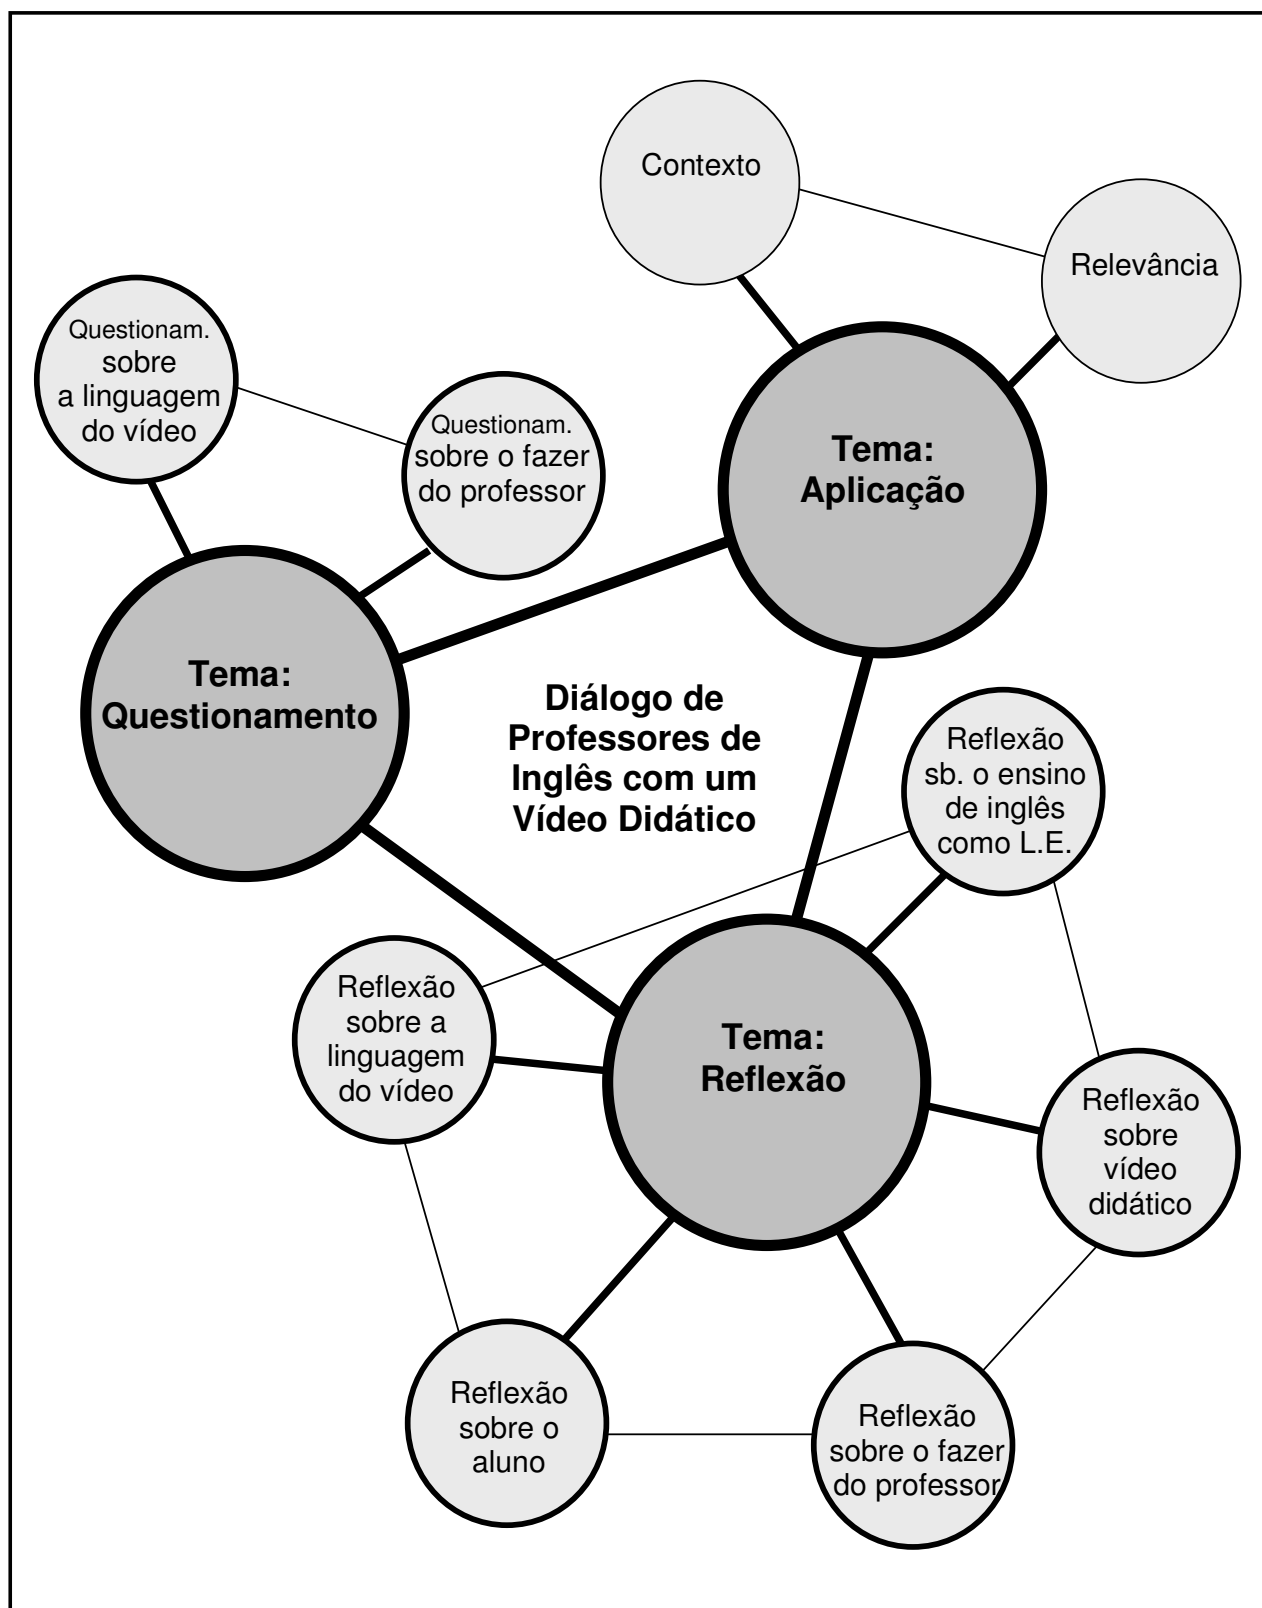 Contexto
Relevância
Questionam.
sobre
a linguagem
do vídeo
Questionam.
sobre o fazer
do professor
Tema:
Aplicação
Tema:
Questionamento
Diálogo de
Professores de
Inglês com um
Vídeo Didático
Reflexão
sb. o ensino
de inglês
como L.E.
Reflexão
sobre a
linguagem
do vídeo
Tema:
Reflexão
Reflexão
sobre
vídeo
didático
Reflexão
sobre o
aluno
Reflexão
sobre o fazer
do professor